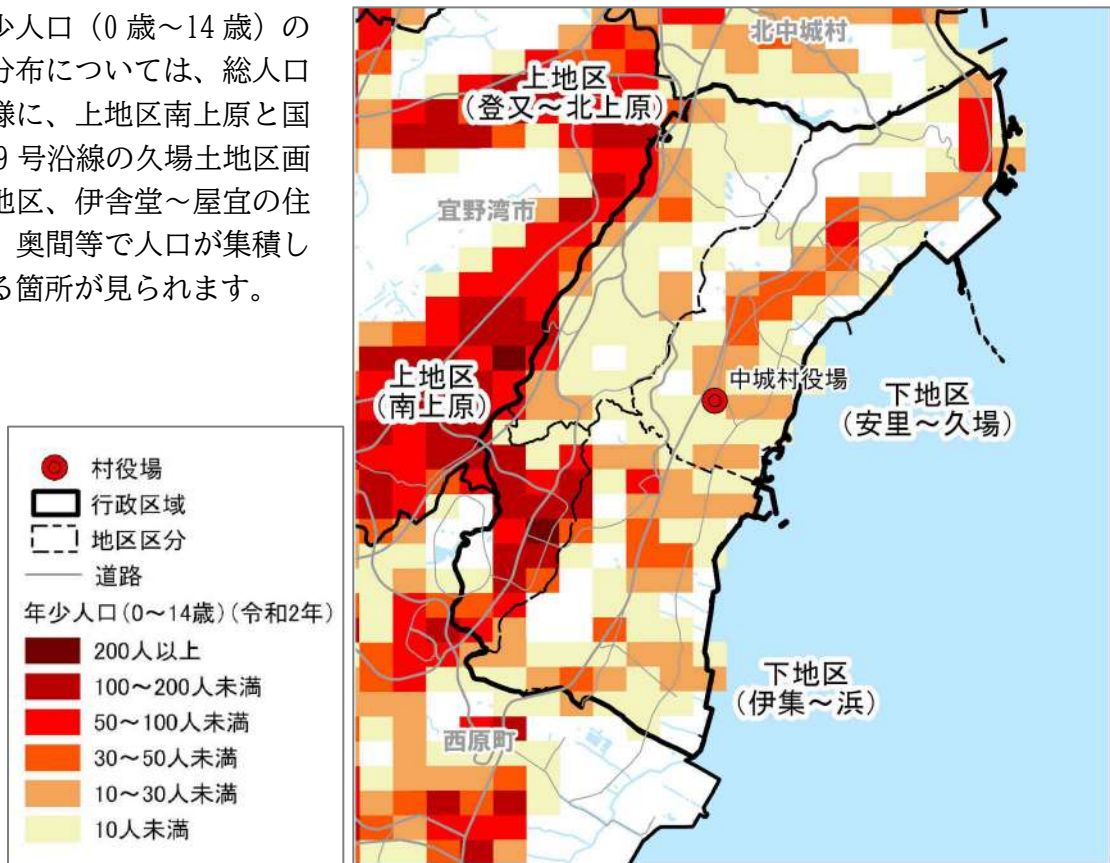 少人口（0歳～14歳）の
分布については、総人口
様に、上地区南上原と国
9号沿線の久場土地区画
地区、伊舎堂～屋宜の住
、奥間等で人口が集積し
る箇所が見られます。
北中城村
上地区
（登又～北上原）
宜野湾市
上地区
（南上原）
中城村役場
下地区
（安里～久場）
下地区
（伊集～浜）
西原町
村役場
行政区域
地区区分
道路
年少人口（0～14歳）（令和2年）
200人以上
100～200人未満
50～100人未満
30～50人未満
10～30人未満
10人未満